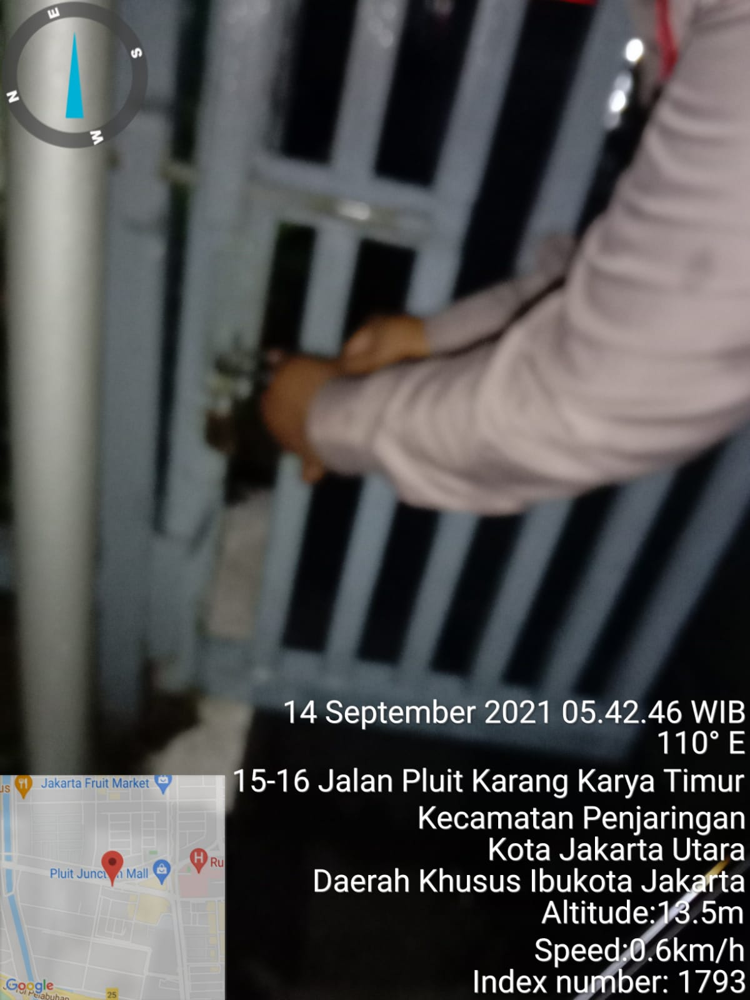 E
S
N
W
14 September 2021 05.42.46 WIB
110° E
15-16 Jalan Pluit Karang Karya Timur
Kecamatan Penjaringan
Kota Jakarta Utara
Daerah Khusus Ibukota Jakarta
Altitude:13.5m
Speed:0.6km/h
Index number: 1793
us
Jakarta Fruit Market
Pluit Junct n Mall
H
Ru
Google
Pelabuhan
25